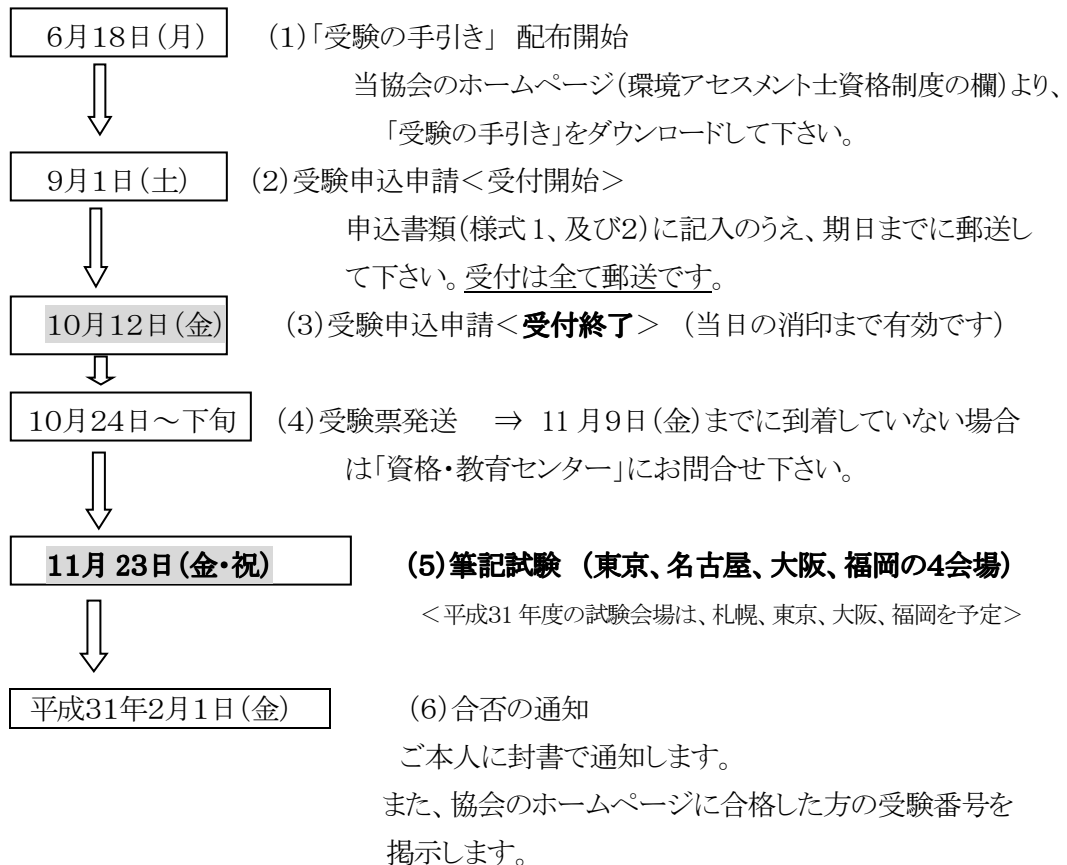 6月18日(月) (1)「受験の手引き」 配布開始
当協会のホームページ(環境アセスメント士資格制度の欄)より、
「受験の手引き」をダウンロードして下さい。
9月1日(土) (2)受験申込申請<受付開始>
申込書類(様式1、及び2)に記入のうえ、期日までに郵送し
て下さい。受付は全て郵送です。
10月12日(金) (3)受験申込申請<受付終了> (当日の消印まで有効です)
10月24日~下旬 (4)受験票発送 ⇒ 11月9日(金)までに到着していない場合
は「資格・教育センター」にお問合せ下さい。
11月23日(金・祝) (5)筆記試験 (東京、名古屋、大阪、福岡の4会場)
<平成31年度の試験会場は、札幌、東京、大阪、福岡を予定>
平成31年2月1日(金) (6)合否の通知
ご本人に封書で通知します。
また、協会のホームページに合格した方の受験番号を
掲示します。